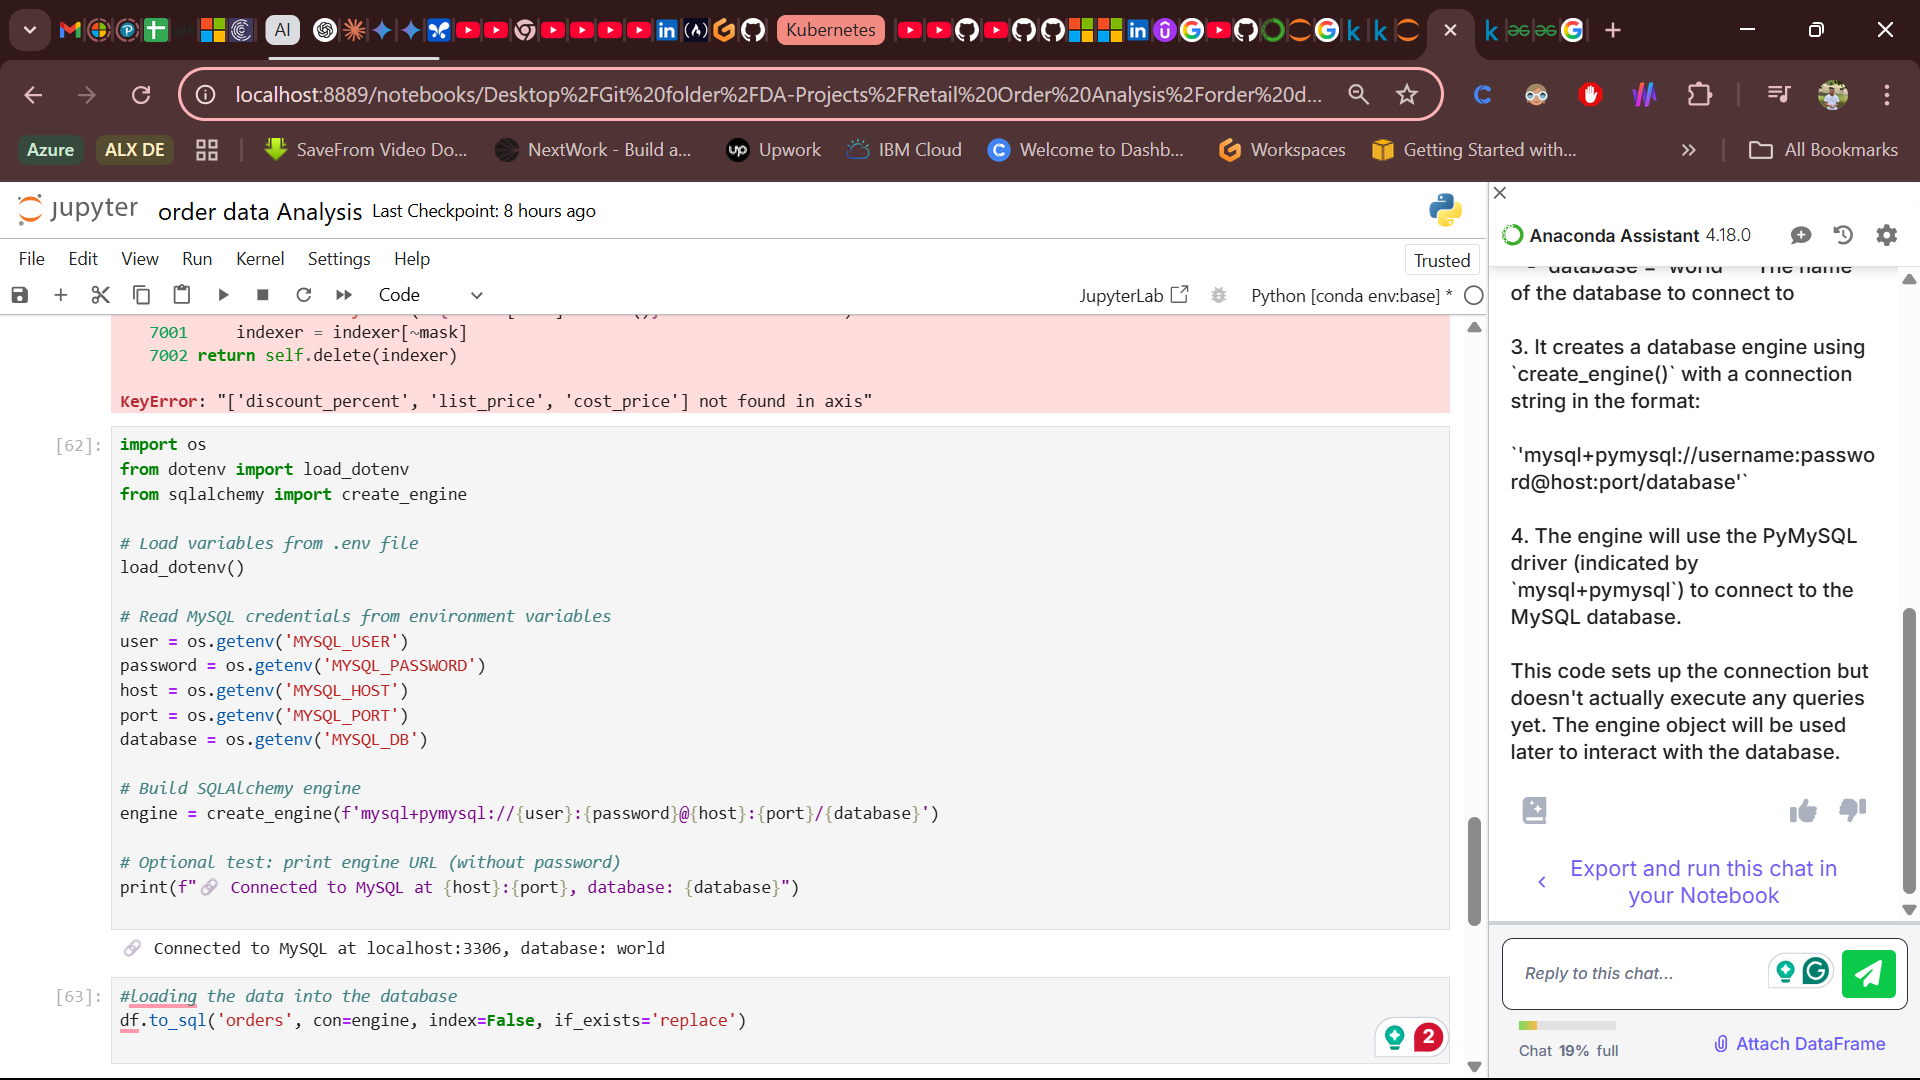 AI
Kubernetes
localhost:8889/notebooks/Desktop%2FGit%20folder%2FDA-Projects%2FRetail%20Order%20Analysis%2Forder%20d...
Azure
ALX DE
SaveFrom Video Do...
NextWork - Build a...
Upwork
IBM Cloud
Welcome to Dashb...
Workspaces
Getting Started with...
All Bookmarks
jupyter order data Analysis Last Checkpoint: 8 hours ago
File Edit View Run Kernel Settings Help
Trusted
Code
JupyterLab
Python [conda env:base] *
7001 indexer = indexer[~mask]
7002 return self.delete(indexer)
KeyError: "['discount_percent', 'list_price', 'cost_price'] not found in axis"
[62]:
import os
from dotenv import load_dotenv
from sqlalchemy import create_engine
# Load variables from .env file
load_dotenv()
# Read MySQL credentials from environment variables
user = os.getenv('MYSQL_USER')
password = os.getenv('MYSQL_PASSWORD')
host = os.getenv('MYSQL_HOST')
port = os.getenv('MYSQL_PORT')
database = os.getenv('MYSQL_DB')
# Build SQLAlchemy engine
engine = create_engine(f'mysql+pymysql://{user}:{password}@{host}:{port}/{database}')
# Optional test: print engine URL (without password)
print(f"🔗 Connected to MySQL at {host}:{port}, database: {database}")
🔗 Connected to MySQL at localhost:3306, database: world
[63]:
#loading the data into the database
df.to_sql('orders', con=engine, index=False, if_exists='replace')
2
Anaconda Assistant 4.18.0
- `database = "world"` - The name
of the database to connect to
3. It creates a database engine using
`create_engine()` with a connection
string in the format:
`'mysql+pymysql://username:passwo
rd@host:port/database'`
4. The engine will use the PyMySQL
driver (indicated by
`mysql+pymysql`) to connect to the
MySQL database.
This code sets up the connection but
doesn't actually execute any queries
yet. The engine object will be used
later to interact with the database.
Export and run this chat in
your Notebook
Reply to this chat...
Chat 19% full
Attach DataFrame